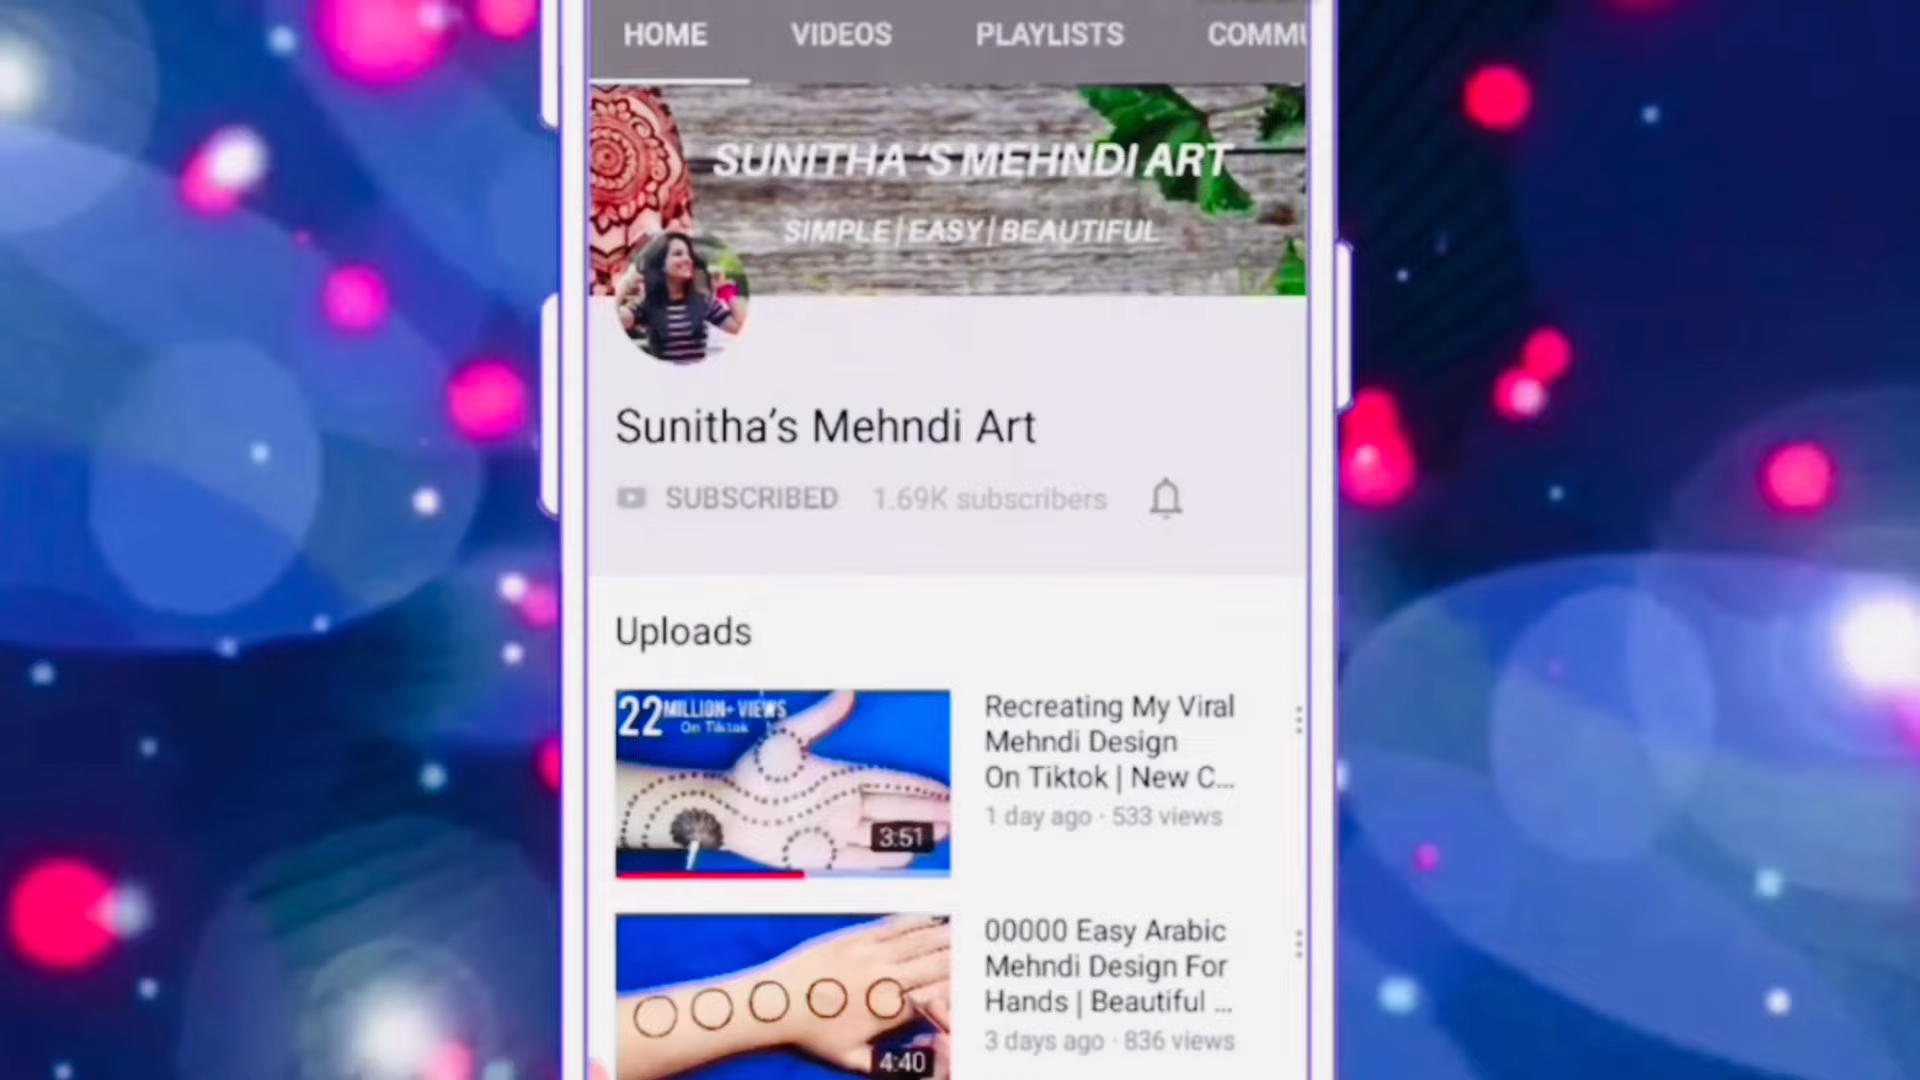 HOME VIDEOS PLAYLISTS COMMU
SUNITHA 'S MEHNDI ART
SIMPLE | EASY | BEAUTIFUL
Sunitha's Mehndi Art
SUBSCRIBED 1.69K subscribers
Uploads
22 MILLION+ VIEWS
On Tiktok
3:51
Recreating My Viral
Mehndi Design
On Tiktok | New C...
1 day ago · 533 views
4:40
00000 Easy Arabic
Mehndi Design For
Hands | Beautiful ...
3 days ago · 836 views